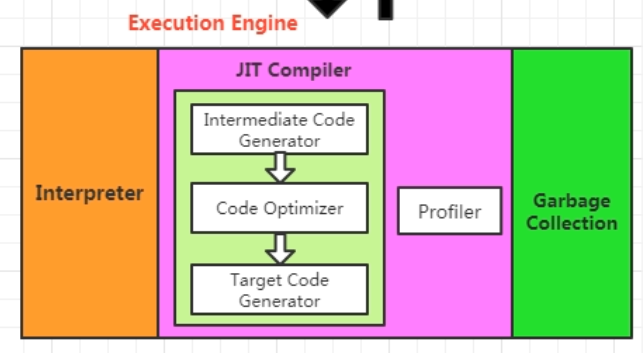 Execution Engine
JIT Compiler
Intermediate Code
Generator
Interpreter
Code Optimizer
Profiler
Garbage
Collection
Target Code
Generator